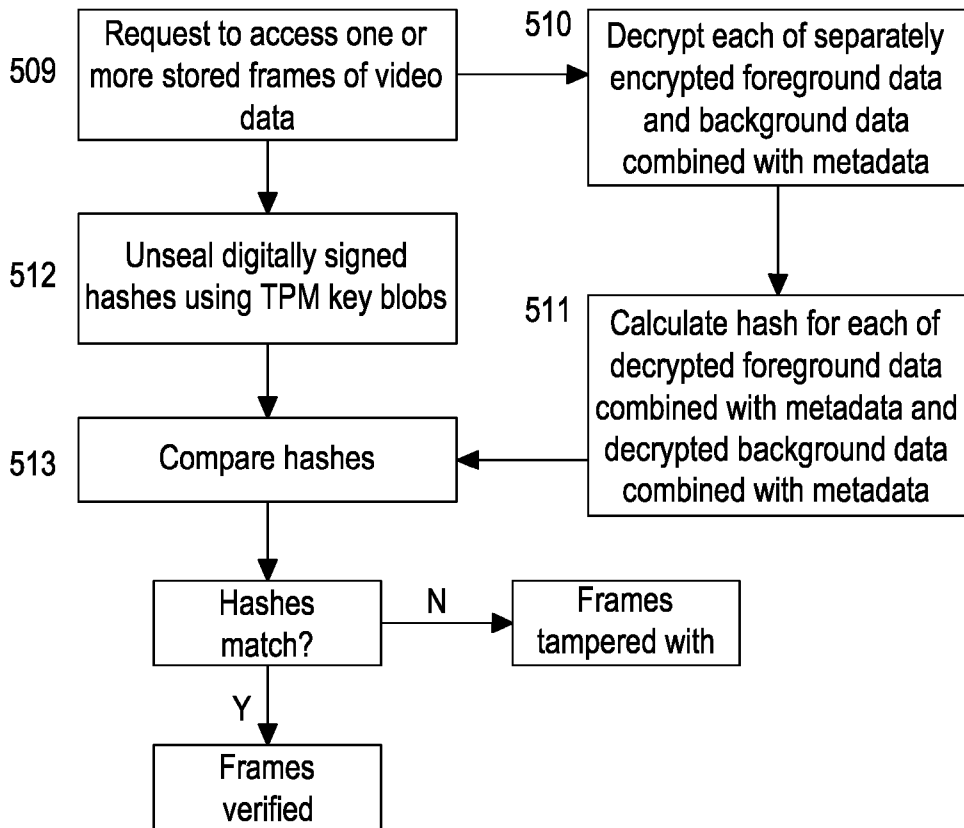 509
Request to access one or
more stored frames of video
data
510
Decrypt each of separately
encrypted foreground data
and background data
combined with metadata
512
Unseal digitally signed
hashes using TPM key blobs
511
Calculate hash for each of
decrypted foreground data
combined with metadata and
decrypted background data
combined with metadata
513
Compare hashes
Hashes
match?
N
Frames
tampered with
Y
Frames
verified